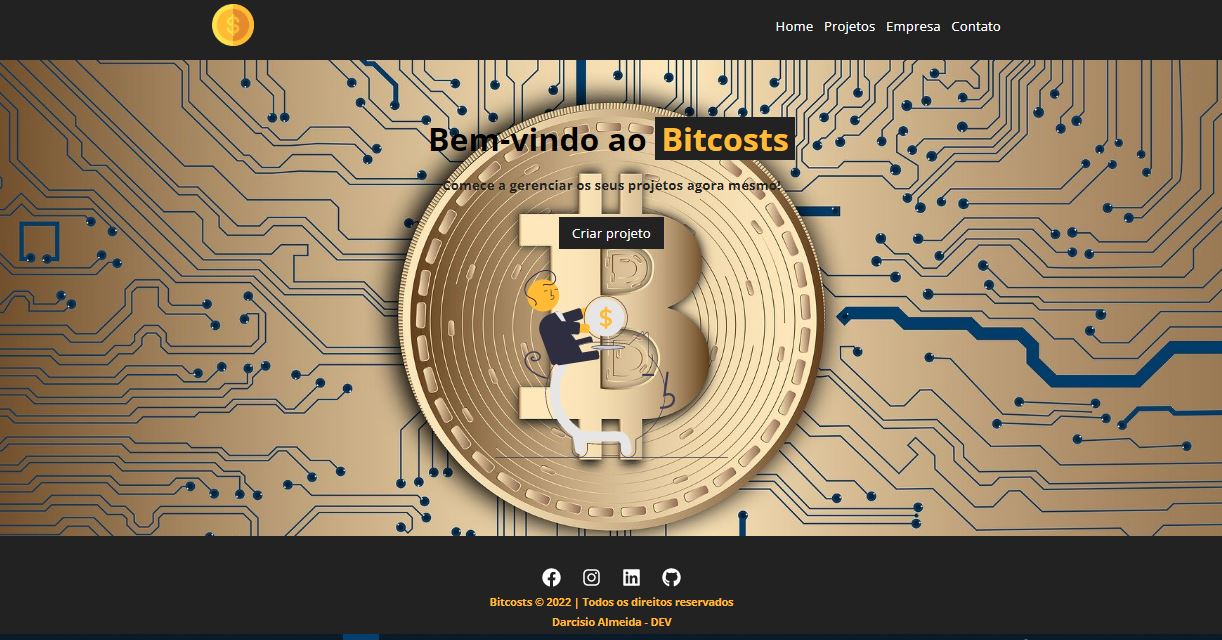 Home Projetos Empresa Contato
Bem-vindo ao Bitcosts
Comece a gerenciar os seus projetos agora mesmo!
Criar projeto
Bitcosts © 2022 | Todos os direitos reservados
Darcisio Almeida - DEV